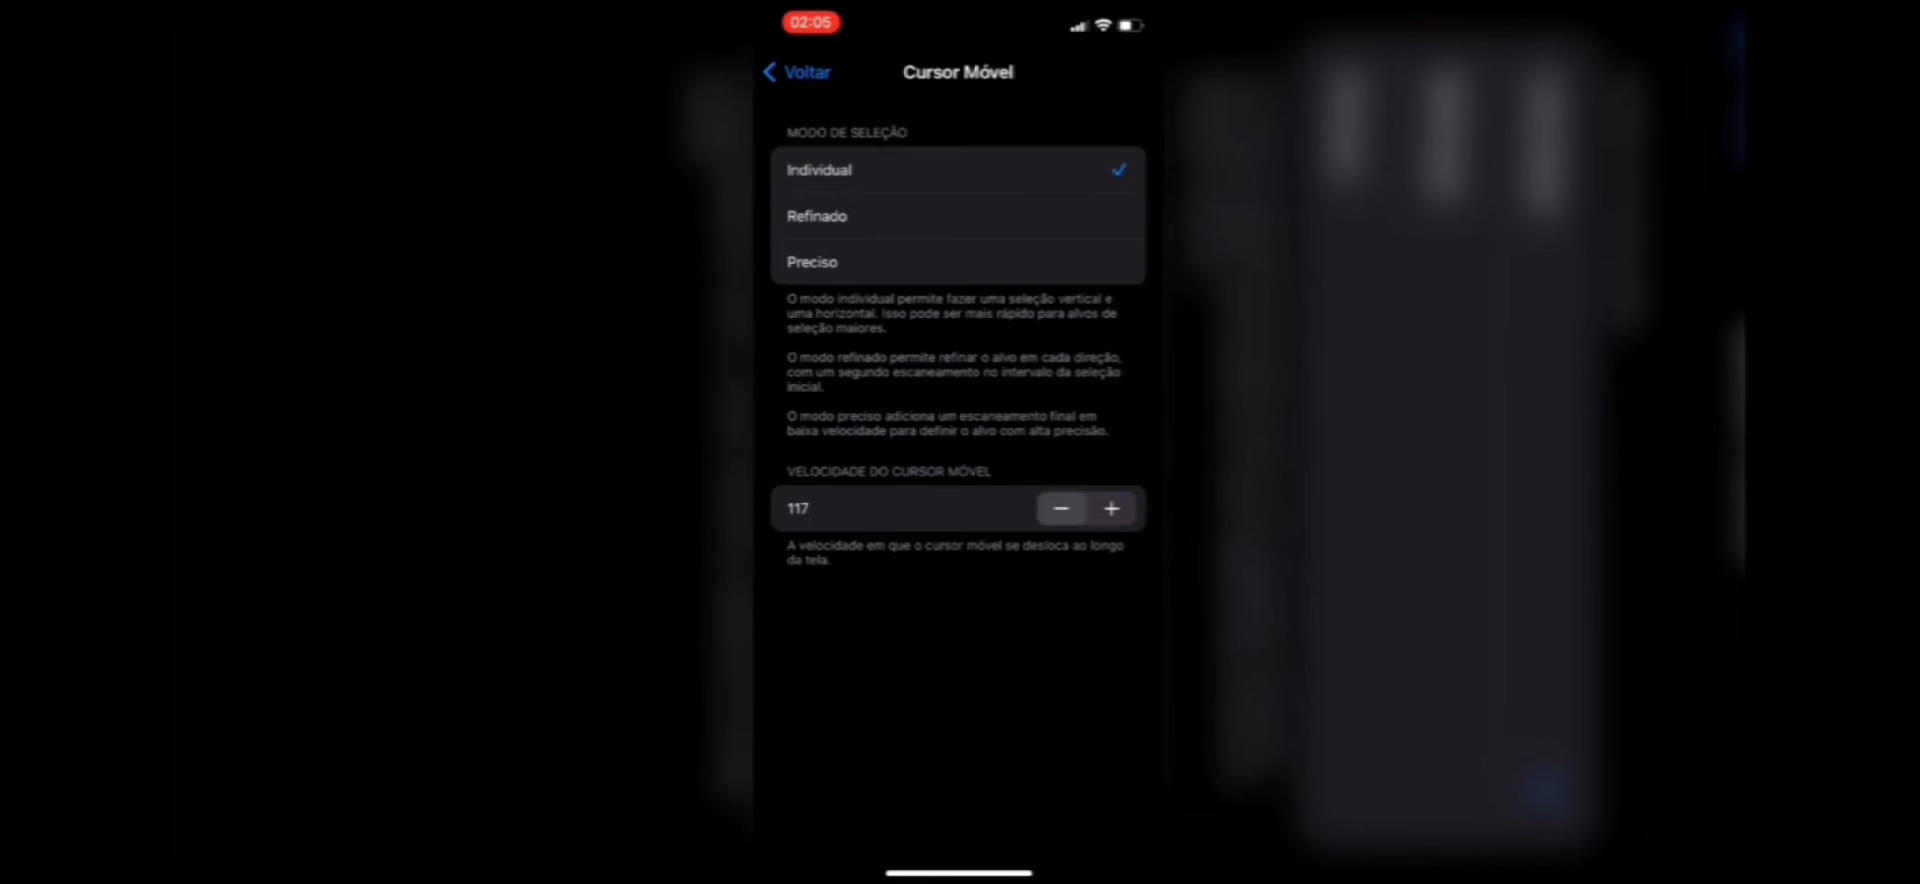 02:05
Voltar
Cursor Móvel
MODO DE SELEÇÃO
Individual
Refinado
Preciso
O modo individual permite fazer uma seleção vertical e
uma horizontal. Isso pode ser mais rápido para alvos de
seleção maiores.
O modo refinado permite refinar o alvo em cada direção,
com um segundo escaneamento no intervalo da seleção
inicial.
O modo preciso adiciona um escaneamento final em
baixa velocidade para definir o alvo com alta precisão.
VELOCIDADE DO CURSOR MÓVEL
117
A velocidade em que o cursor móvel se desloca ao longo
da tela.